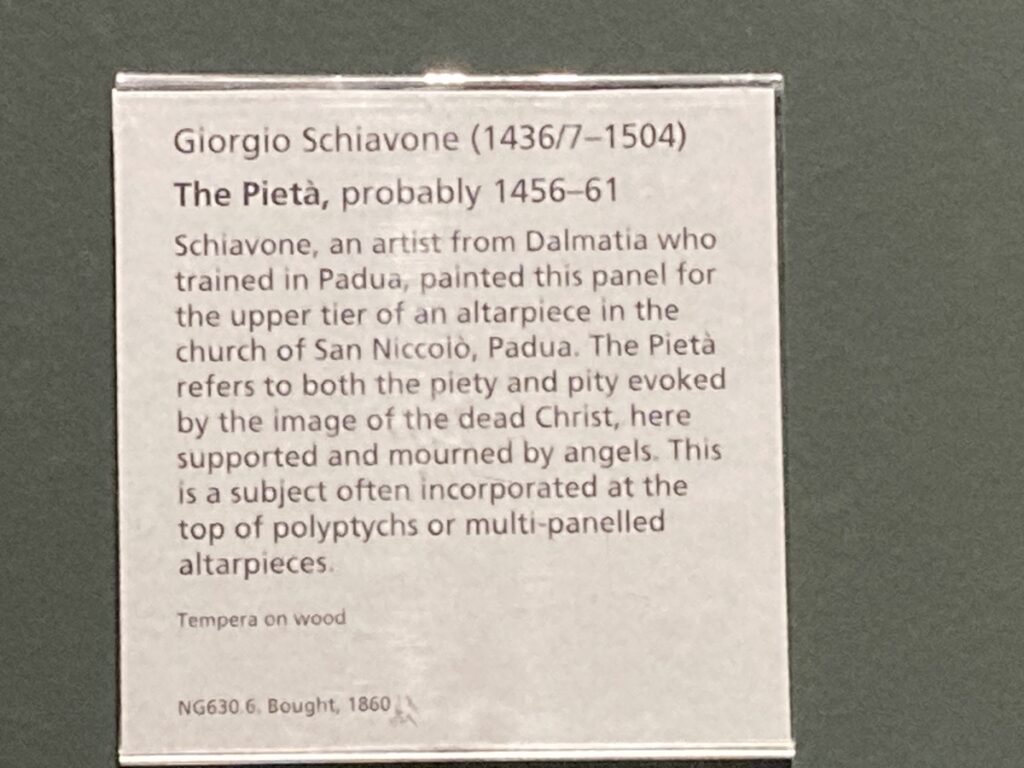 Giorgio Schiavone (1436/7–1504)
The Pietà, probably 1456–61
Schiavone, an artist from Dalmatia who
trained in Padua, painted this panel for
the upper tier of an altarpiece in the
church of San Niccolò, Padua. The Pietà
refers to both the piety and pity evoked
by the image of the dead Christ, here
supported and mourned by angels. This
is a subject often incorporated at the
top of polyptychs or multi-panelled
altarpieces.
Tempera on wood
NG630.6. Bought, 1860